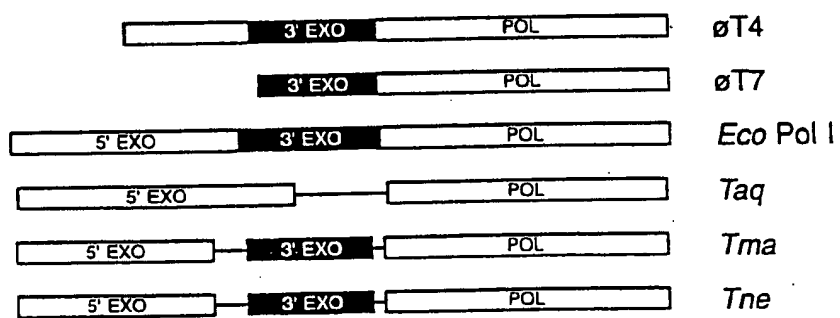 3' EXO POL øT4
3' EXO POL øT7
5' EXO 3' EXO POL Eco Pol I
5' EXO POL Taq
5' EXO 3' EXO POL Tma
5' EXO 3' EXO POL Tne